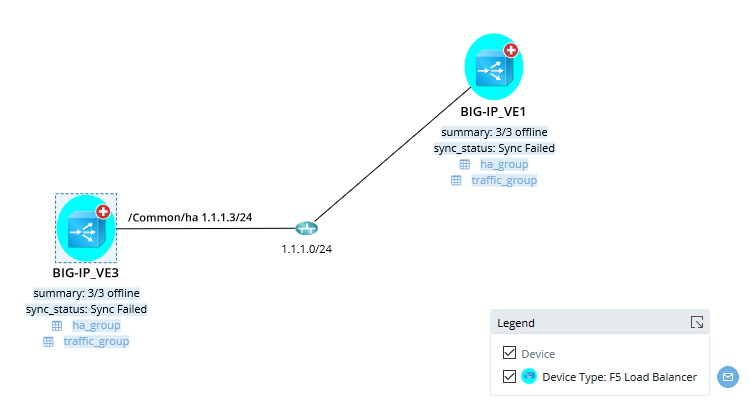 BIG-IP_VE1
summary: 3/3 offline
sync_status: Sync Failed
ha_group
traffic_group
/Common/ha 1.1.1.3/24
1.1.1.0/24
BIG-IP_VE3
summary: 3/3 offline
sync_status: Sync Failed
ha_group
traffic_group
Legend
Device
Device Type: F5 Load Balancer